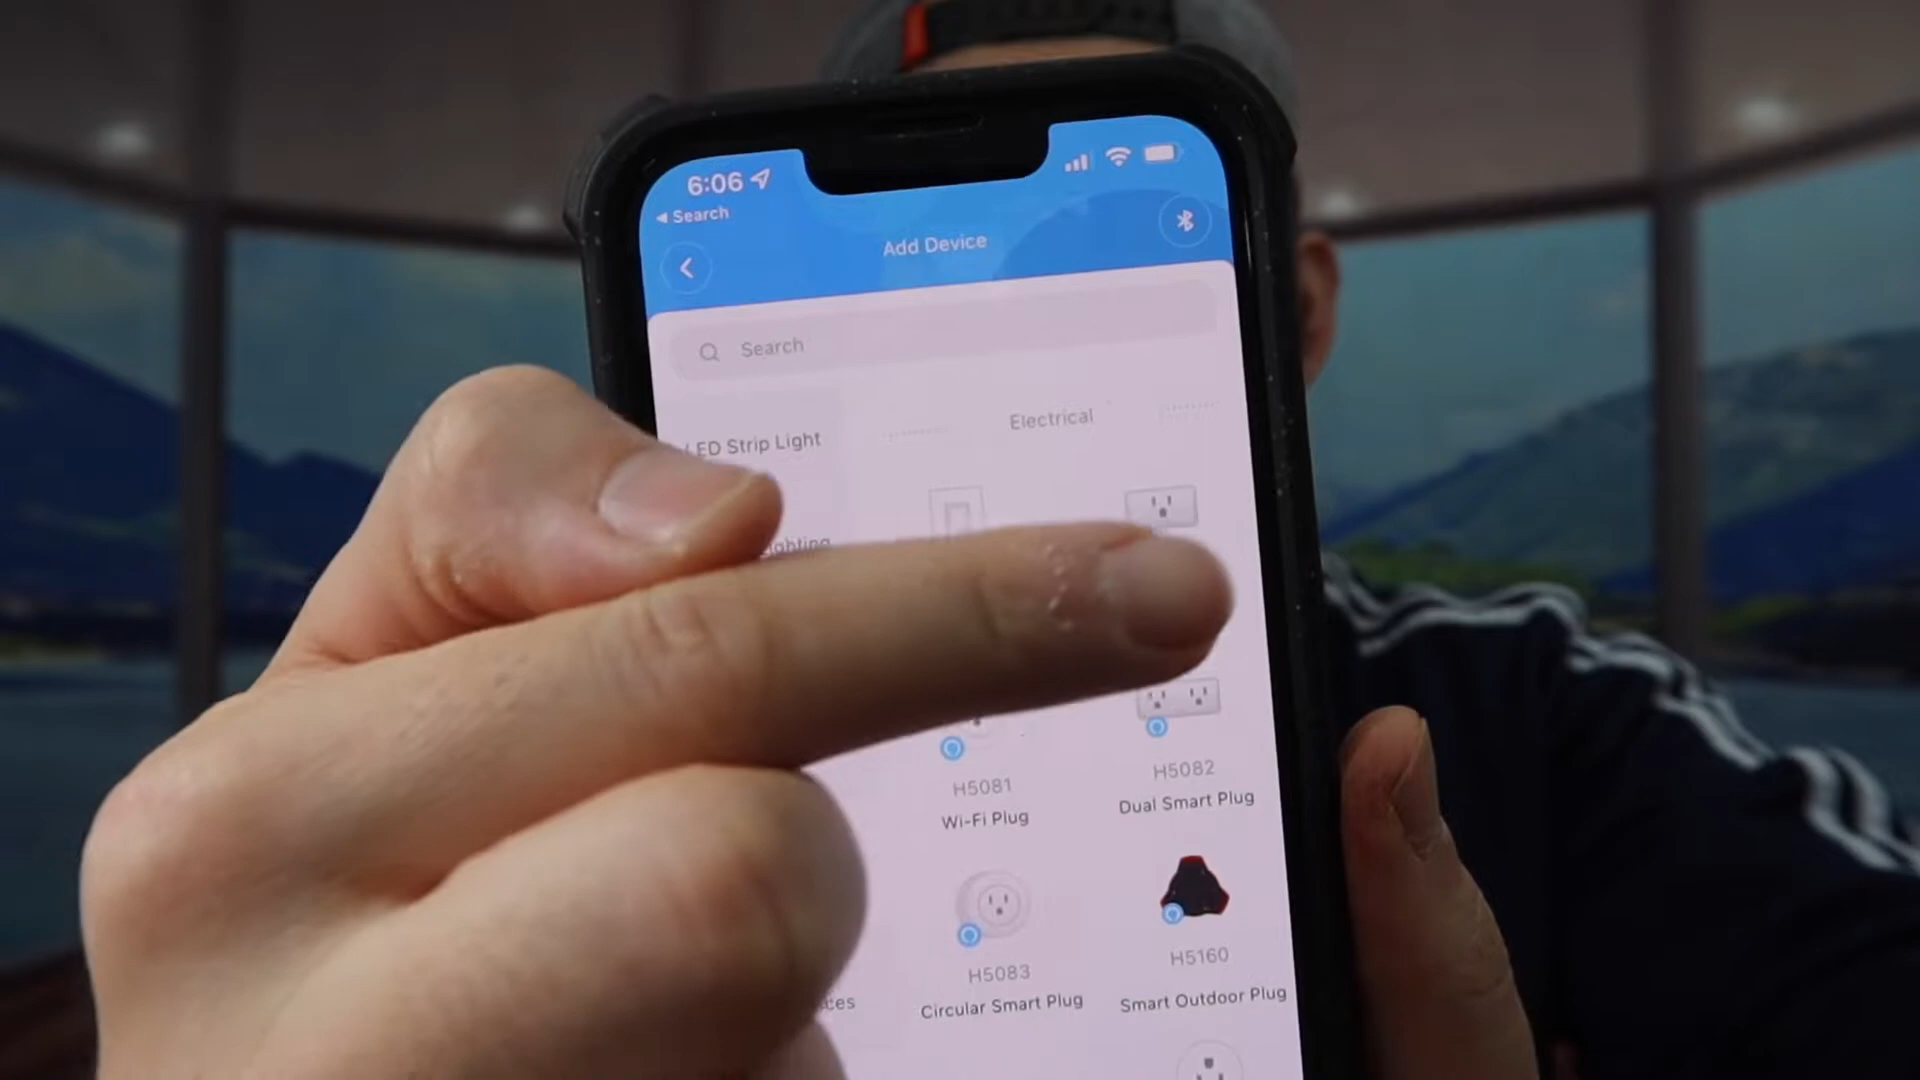 6:06
Search
Add Device
Search
Electrical
LED Strip Light
H5081
Wi-Fi Plug
H5082
Dual Smart Plug
H5083
Circular Smart Plug
H5160
Smart Outdoor Plug